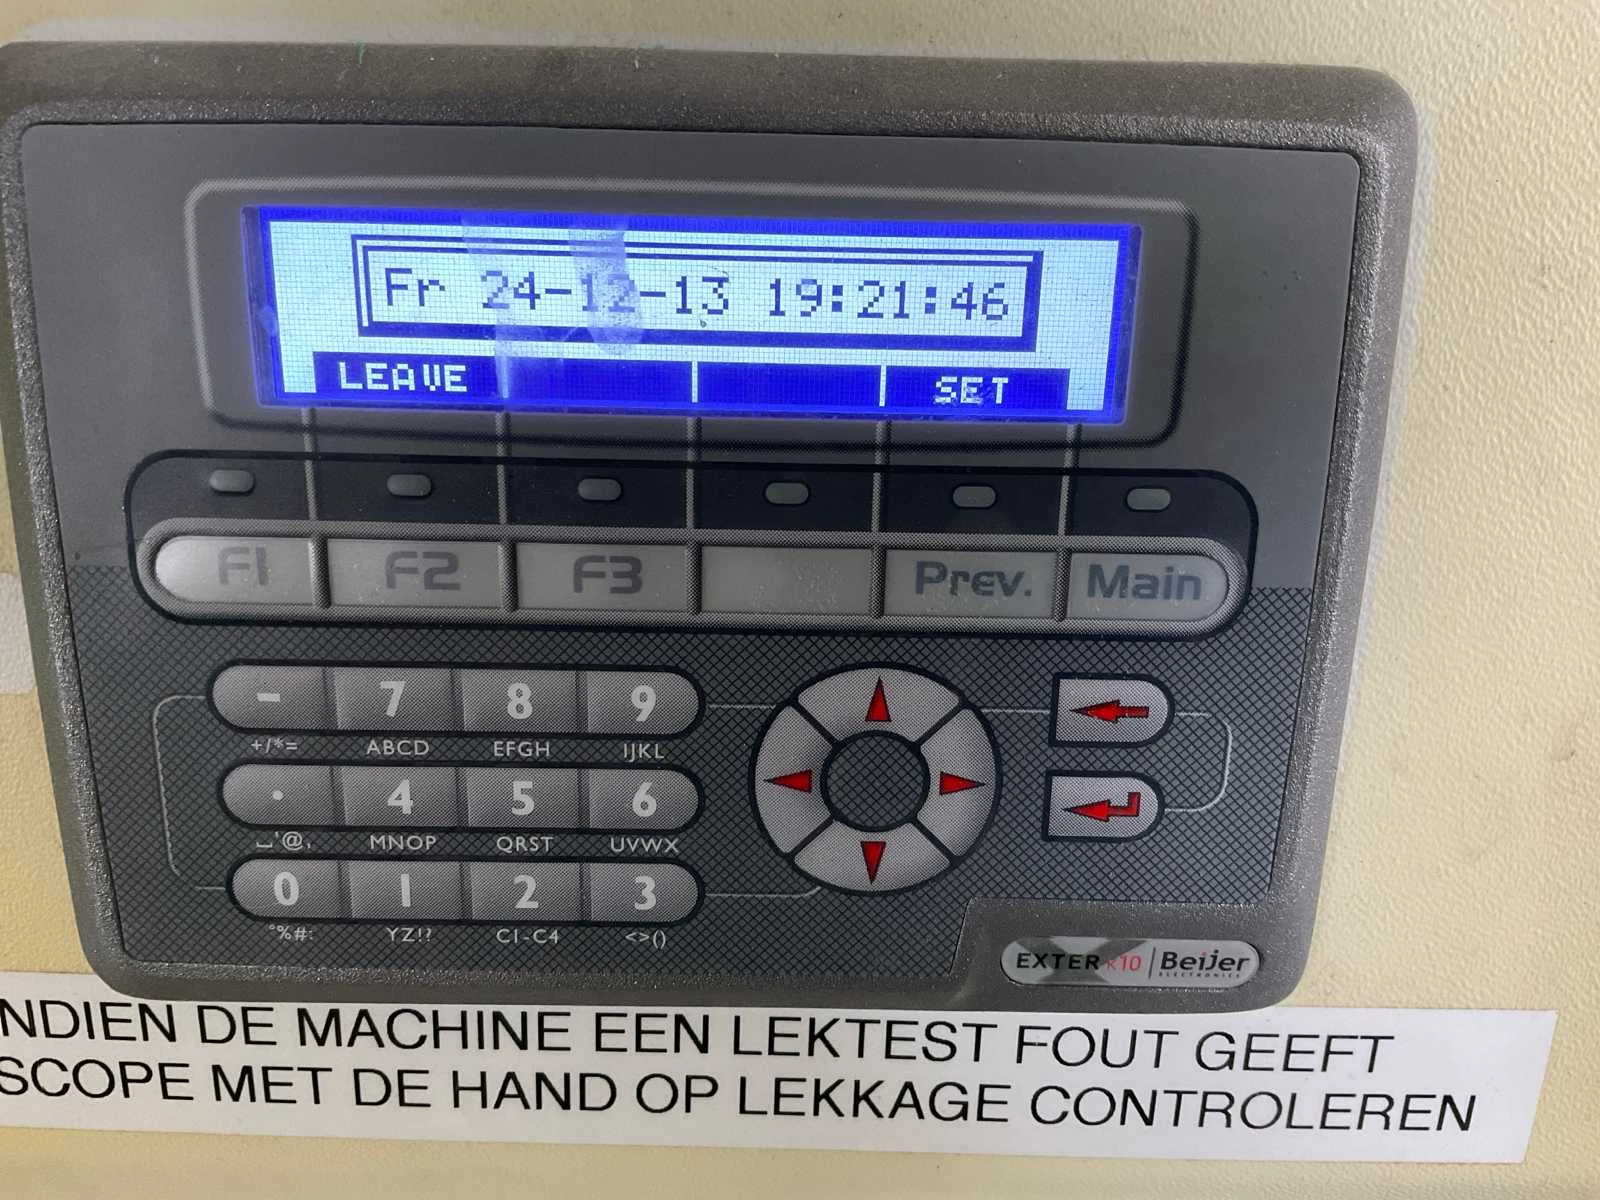 Fr 24-12-13 19:21:46
LEAVE SET
F1 F2 F3 Prev. Main
- 7 8 9
+/*= ABCD EFGH IJKL
. 4 5 6
⎵'@, MNOP QRST UVWX
0 1 2 3
°%#: YZ!? C1-C4 <>()
EXTER K10 Beijer
ELECTRONICS
NDIEN DE MACHINE EEN LEKTEST FOUT GEEFT
SCOPE MET DE HAND OP LEKKAGE CONTROLEREN